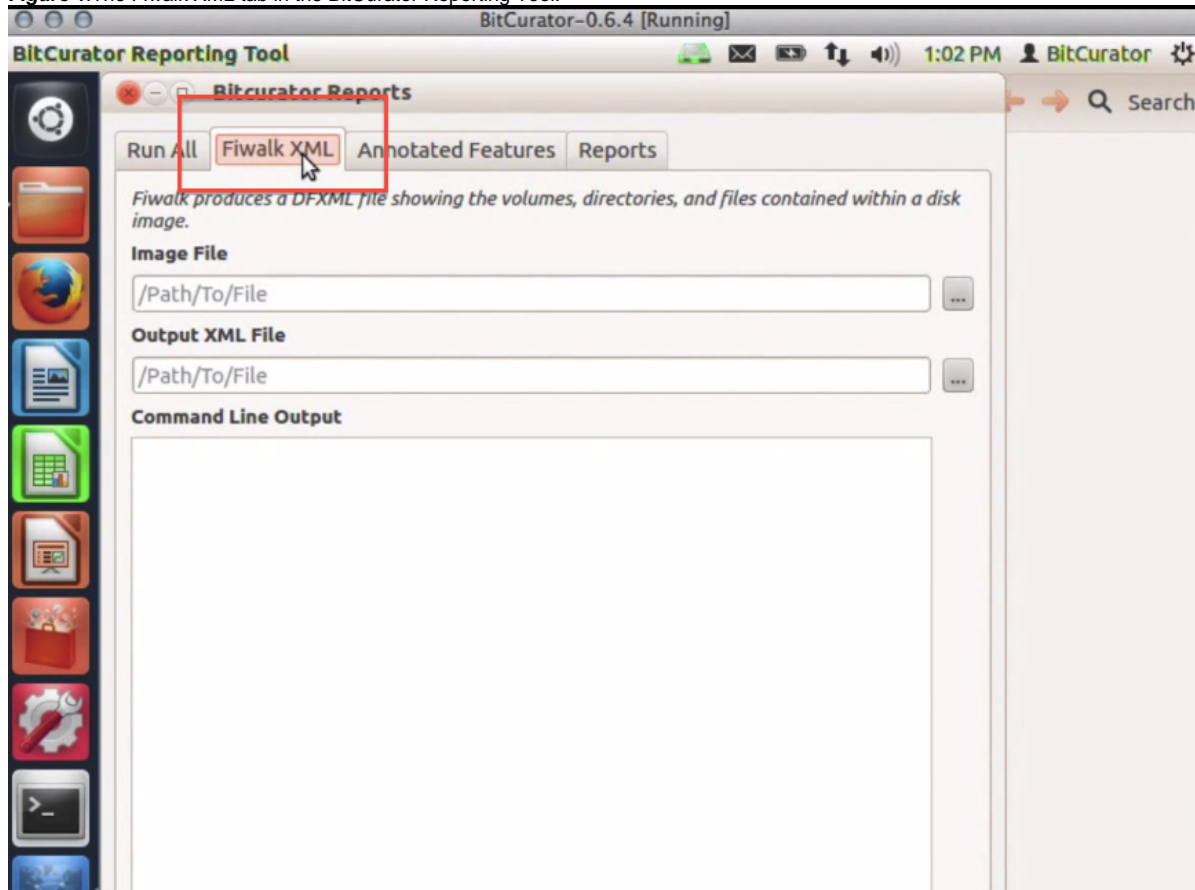 BitCurator-0.6.4 [Running]
BitCurator Reporting Tool 1:02 PM BitCurator
Bitcurator Reports
Search
Run All Fiwalk XML Annotated Features Reports
Fiwalk produces a DFXML file showing the volumes, directories, and files contained within a disk
image.
Image File
/Path/To/File ...
Output XML File
/Path/To/File ...
Command Line Output
>_